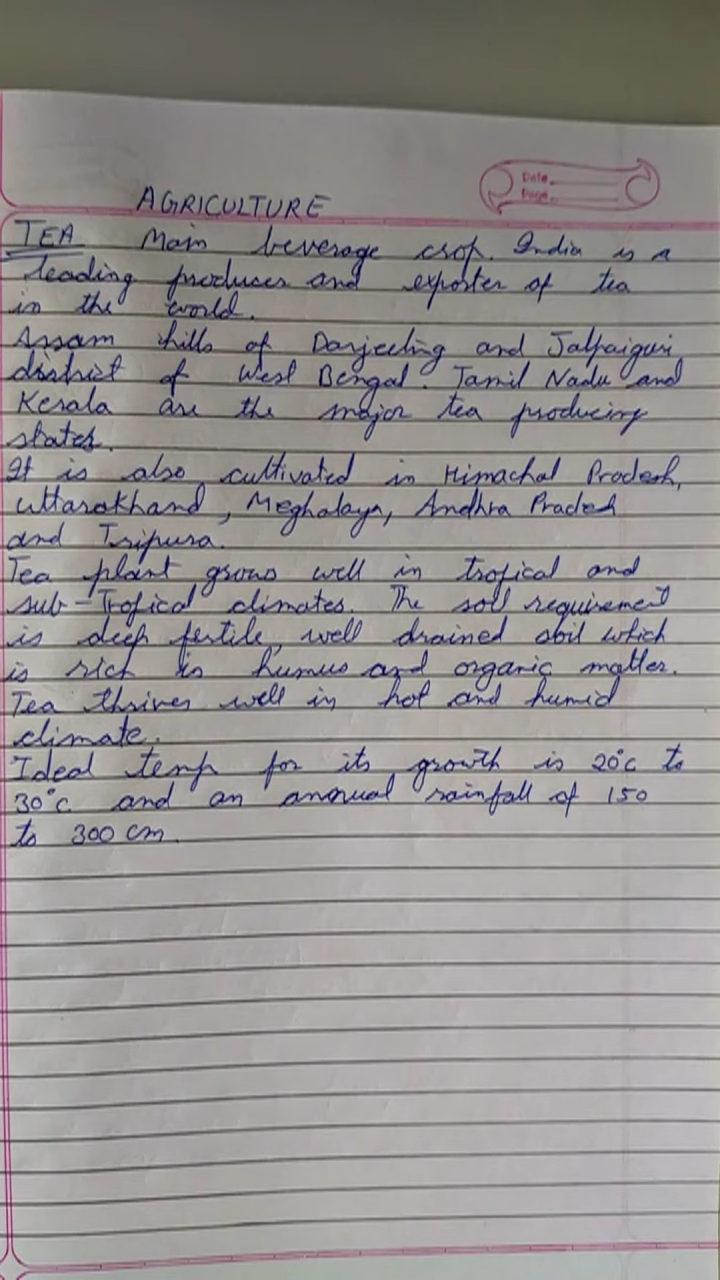 Date
Page
AGRICULTURE
TEA Main beverage crop. India is a
leading producer and exporter of tea
in the world.
Assam hills of Darjeeling and Jalpaiguri
district of West Bengal. Tamil Nadu and
Kerala are the major tea producing
states.
It is also cultivated in Himachal Pradesh,
Uttarakhand, Meghalaya, Andhra Pradesh
and Tripura.
Tea plant grows well in tropical and
sub-Tropical climates. The soil requirement
is deep fertile, well drained soil which
is rich in humus and organic matter.
Tea thrives well in hot and humid
climate.
Ideal temp for its growth is 20°c to
30°c and an annual rainfall of 150
to 300 cm.